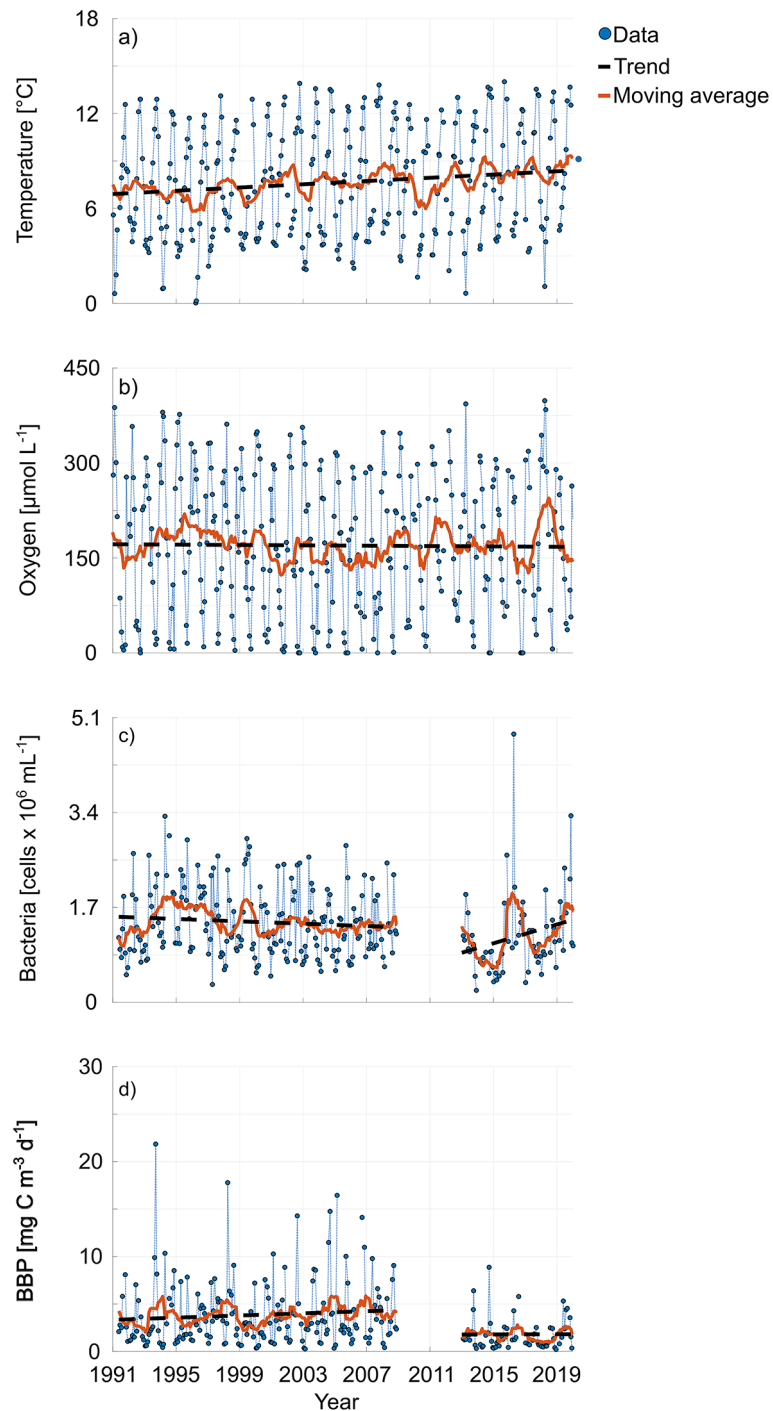 a)
18
12
6
0
Temperature [°C]
Data
Trend
Moving average
b)
450
300
150
0
Oxygen [µmol L⁻¹]
c)
5.1
3.4
1.7
0
Bacteria [cells x 10⁶ mL⁻¹]
d)
30
20
10
0
BBP [mg C m⁻³ d⁻¹]
1991 1995 1999 2003 2007 2011 2015 2019
Year